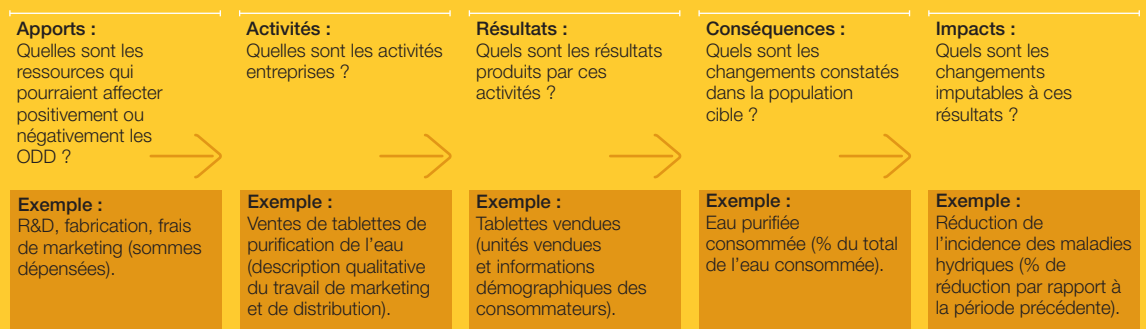 Apports :
Quelles sont les
ressources qui
pourraient affecter
positivement ou
négativement les
ODD ?
Exemple :
R&D, fabrication, frais
de marketing (sommes
dépensées).
Activités :
Quelles sont les activités
entreprises ?
Exemple :
Ventes de tablettes de
purification de l’eau
(description qualitative
du travail de marketing
et de distribution).
Résultats :
Quels sont les résultats
produits par ces
activités ?
Exemple :
Tablettes vendues
(unités vendues
et informations
démographiques des
consommateurs).
Conséquences :
Quels sont les
changements constatés
dans la population
cible ?
Exemple :
Eau purifiée
consommée (% du total
de l’eau consommée).
Impacts :
Quels sont les
changements
imputables à ces
résultats ?
Exemple :
Réduction de
l’incidence des maladies
hydriques (% de
réduction par rapport à
la période précédente).